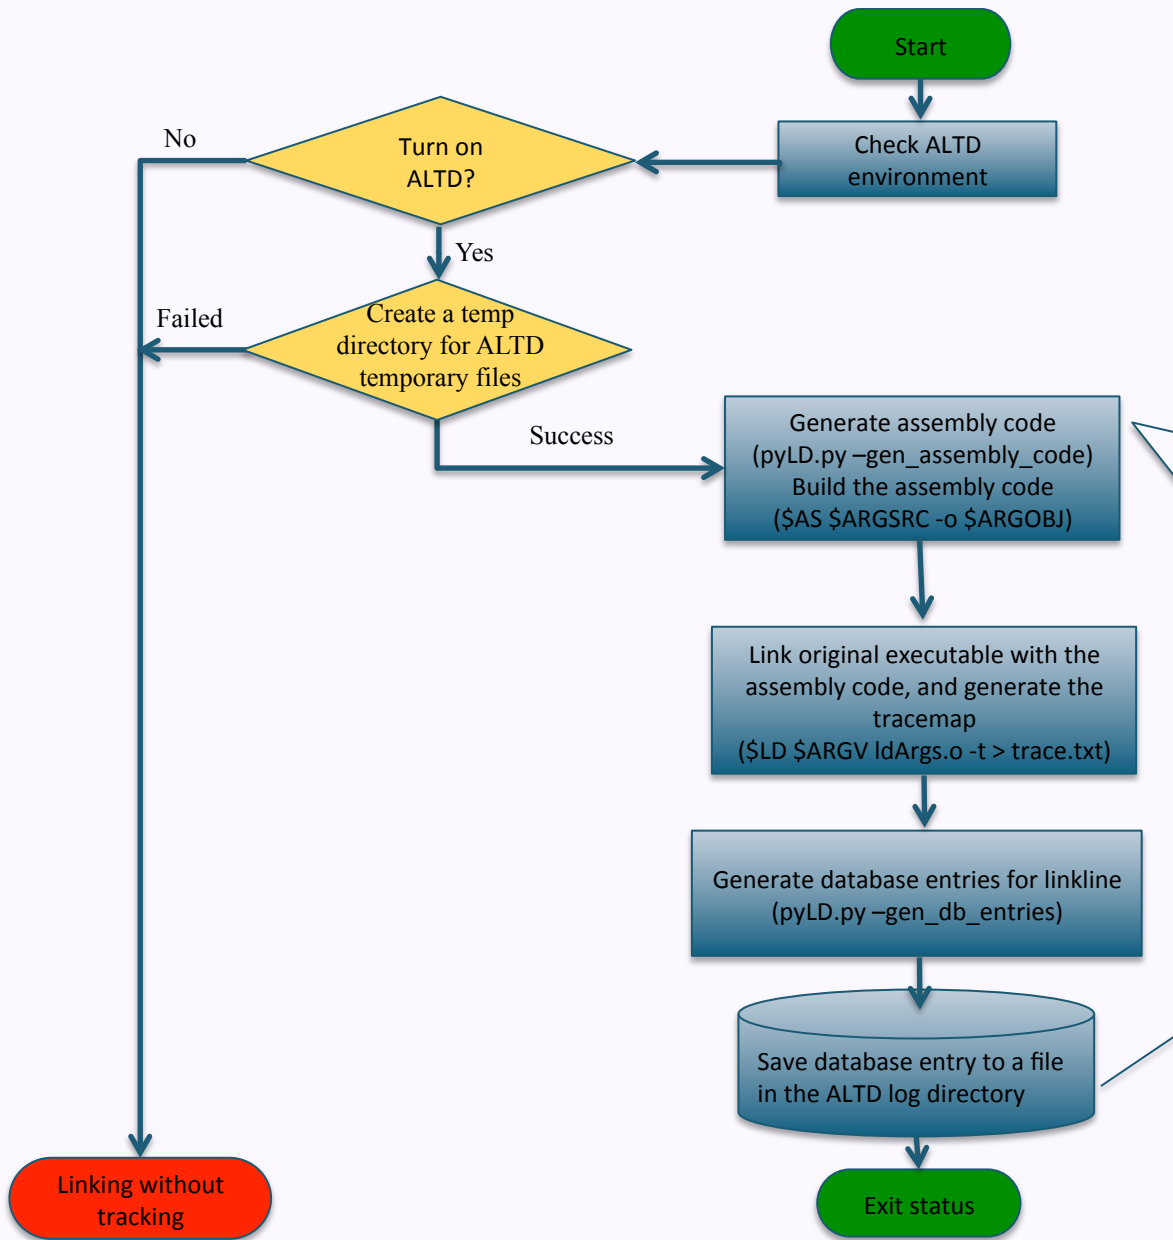 Start
Check ALTD
environment
Turn on
ALTD?
No
Yes
Create a temp
directory for ALTD
temporary files
Failed
Success
Generate assembly code
(pyLD.py –gen_assembly_code)
Build the assembly code
($AS $ARGSRC -o $ARGOBJ)
Link original executable with the
assembly code, and generate the
tracemap
($LD $ARGV ldArgs.o -t > trace.txt)
Generate database entries for linkline
(pyLD.py –gen_db_entries)
Save database entry to a file
in the ALTD log directory
Linking without
tracking
Exit status